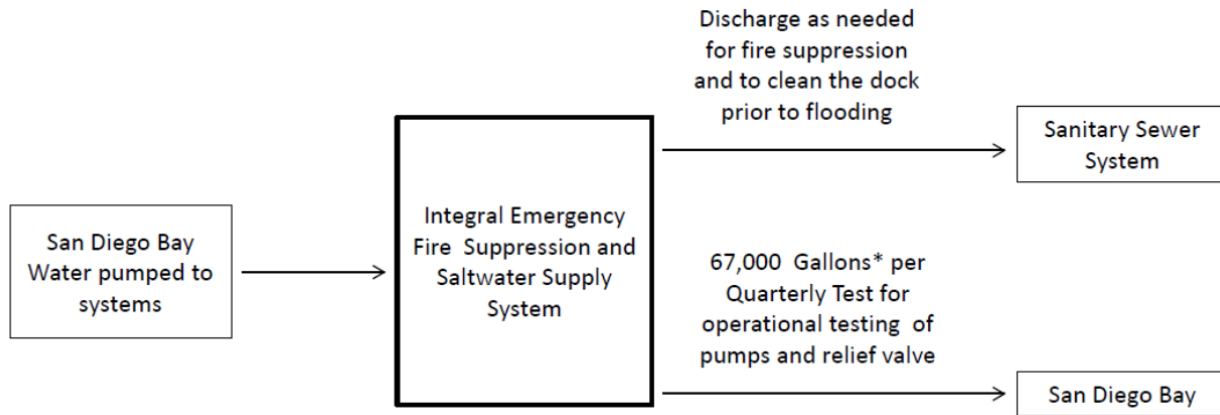 San Diego Bay
Water pumped to
systems
Integral Emergency
Fire Suppression and
Saltwater Supply
System
Discharge as needed
for fire suppression
and to clean the dock
prior to flooding
Sanitary Sewer
System
67,000 Gallons* per
Quarterly Test for
operational testing of
pumps and relief valve
San Diego Bay